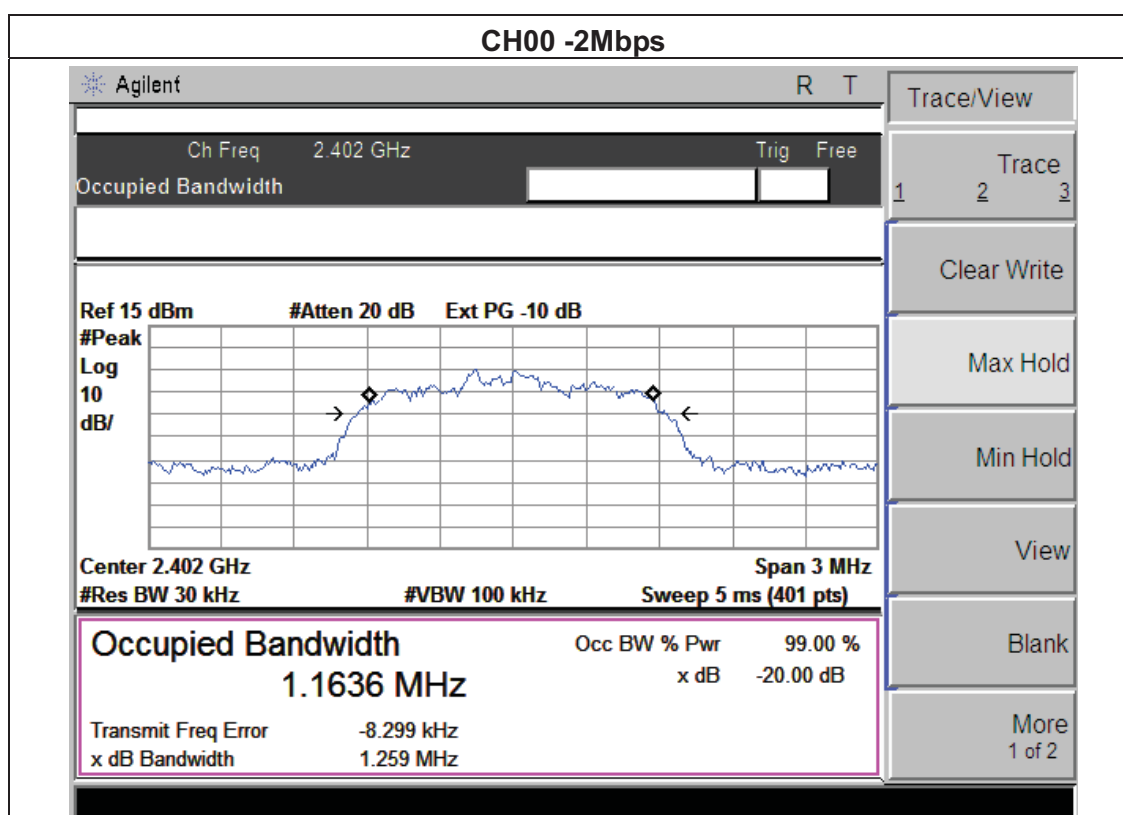 CH00 -2Mbps
Agilent R T
Trace/View
Ch Freq 2.402 GHz Trig Free
Occupied Bandwidth
Trace
1 2 3
Clear Write
Max Hold
Min Hold
View
Blank
More
1 of 2
Ref 15 dBm #Atten 20 dB Ext PG -10 dB
#Peak
Log
10
dB/
Center 2.402 GHz Span 3 MHz
#Res BW 30 kHz #VBW 100 kHz Sweep 5 ms (401 pts)
Occupied Bandwidth Occ BW % Pwr 99.00 %
1.1636 MHz x dB -20.00 dB
Transmit Freq Error -8.299 kHz
x dB Bandwidth 1.259 MHz